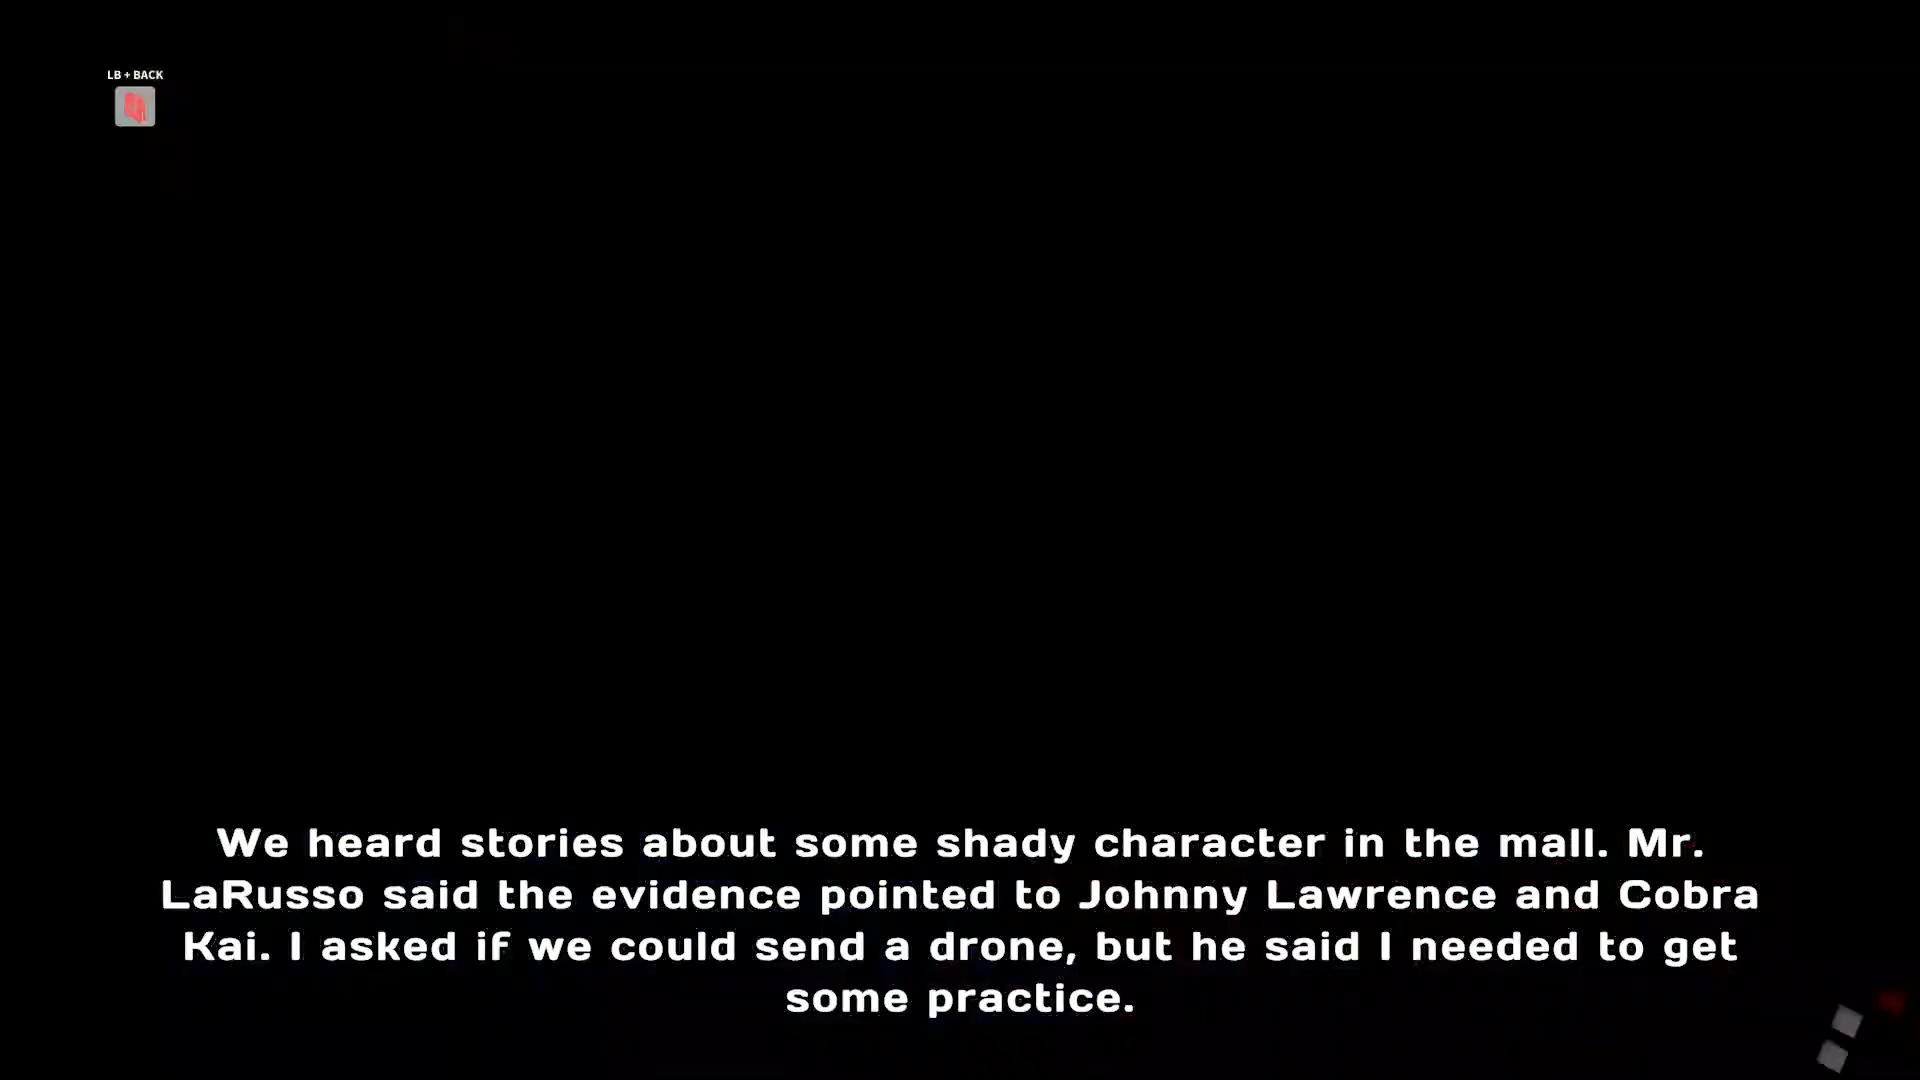 LB + BACK
We heard stories about some shady character in the mall. Mr.
LaRusso said the evidence pointed to Johnny Lawrence and Cobra
Kai. I asked if we could send a drone, but he said I needed to get
some practice.